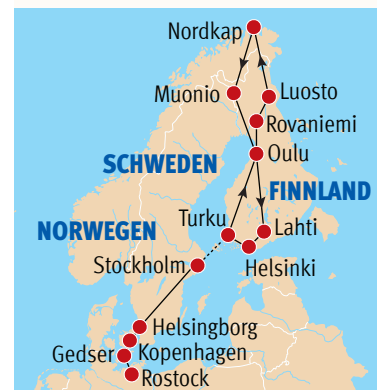 Nordkap
Muonio
Luosto
Rovaniemi
Oulu
SCHWEDEN
FINNLAND
NORWEGEN
Turku
Lahti
Stockholm
Helsinki
Helsingborg
Kopenhagen
Gedser
Rostock